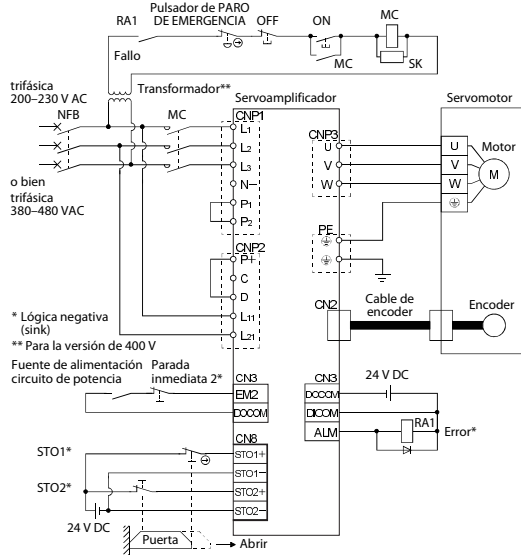 Pulsador de PARO
DE EMERGENCIA
RA1
OFF
ON
MC
Fallo
MC
SK
trifásica
200–230 V AC
Transformador**
NFB
MC
Servoamplificador
Servomotor
CNP1
L1
L2
L3
N−
P1
P2
CNP3
U
V
W
U
V
W
Motor
M
o bien
trifásica
380–480 VAC
PE
CNP2
P+
C
D
L11
L21
CN2
Cable de
encoder
Encoder
* Lógica negativa
(sink)
** Para la versión de 400 V
Fuente de alimentación
circuito de potencia
Parada
inmediata 2*
CN3
EM2
DOCOM
CN3
DOCOM
DICOM
ALM
24 V DC
RA1
Error*
CN8
STO1*
STO1+
STO1−
STO2*
STO2+
STO2−
24 V DC
Puerta
Abrir